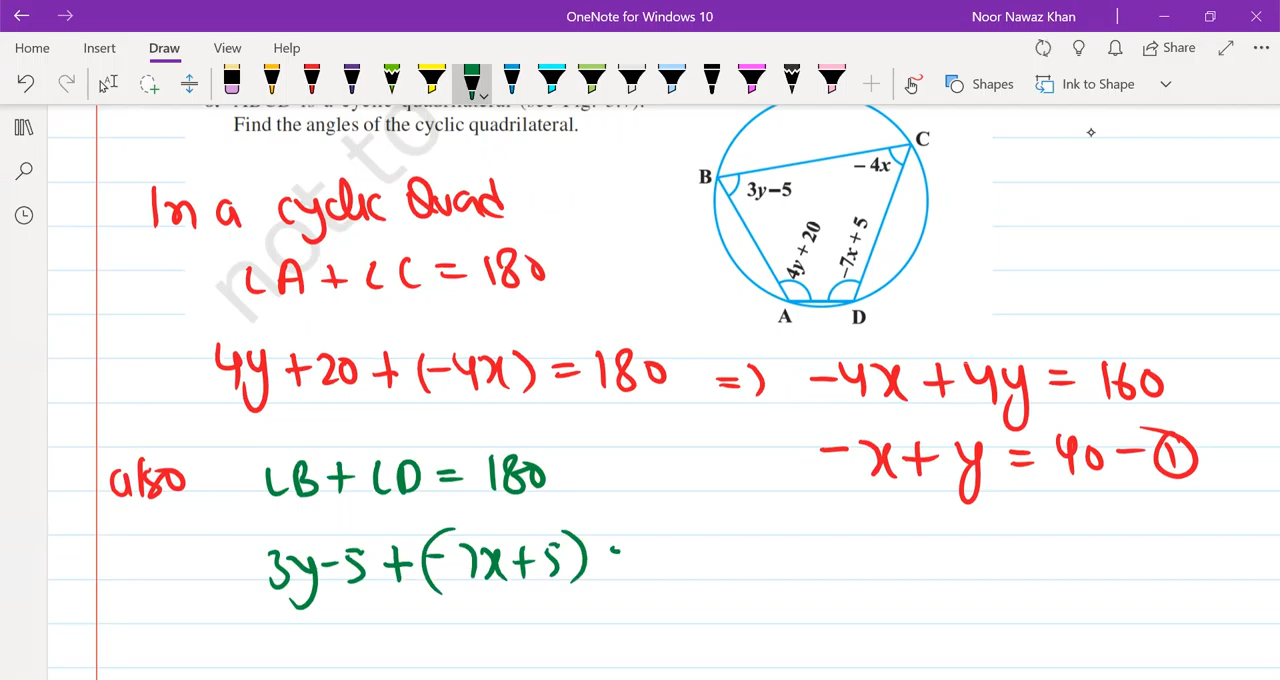 OneNote for Windows 10
Noor Nawaz Khan
Home Insert Draw View Help
Share
Shapes Ink to Shape
Find the angles of the cyclic quadrilateral.
not to
C
B
-4x
3y-5
4y + 20
-7x + 5
A D
In a cyclic Quad
∠A + ∠C = 180
4y + 20 + (-4x) = 180 => -4x + 4y = 160
-x + y = 40 - ①
also ∠B + ∠D = 180
3y-5 + (-7x+5)